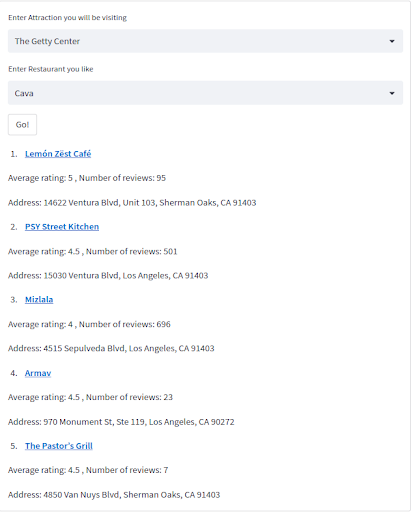 Enter Attraction you will be visiting
The Getty Center
Enter Restaurant you like
Cava
Go!
1. Lemón Zëst Café
Average rating: 5 , Number of reviews: 95
Address: 14622 Ventura Blvd, Unit 103, Sherman Oaks, CA 91403
2. PSY Street Kitchen
Average rating: 4.5 , Number of reviews: 501
Address: 15030 Ventura Blvd, Los Angeles, CA 91403
3. Mizlala
Average rating: 4 , Number of reviews: 696
Address: 4515 Sepulveda Blvd, Los Angeles, CA 91403
4. Armav
Average rating: 4.5 , Number of reviews: 23
Address: 970 Monument St, Ste 119, Los Angeles, CA 90272
5. The Pastor's Grill
Average rating: 4.5 , Number of reviews: 7
Address: 4850 Van Nuys Blvd, Sherman Oaks, CA 91403